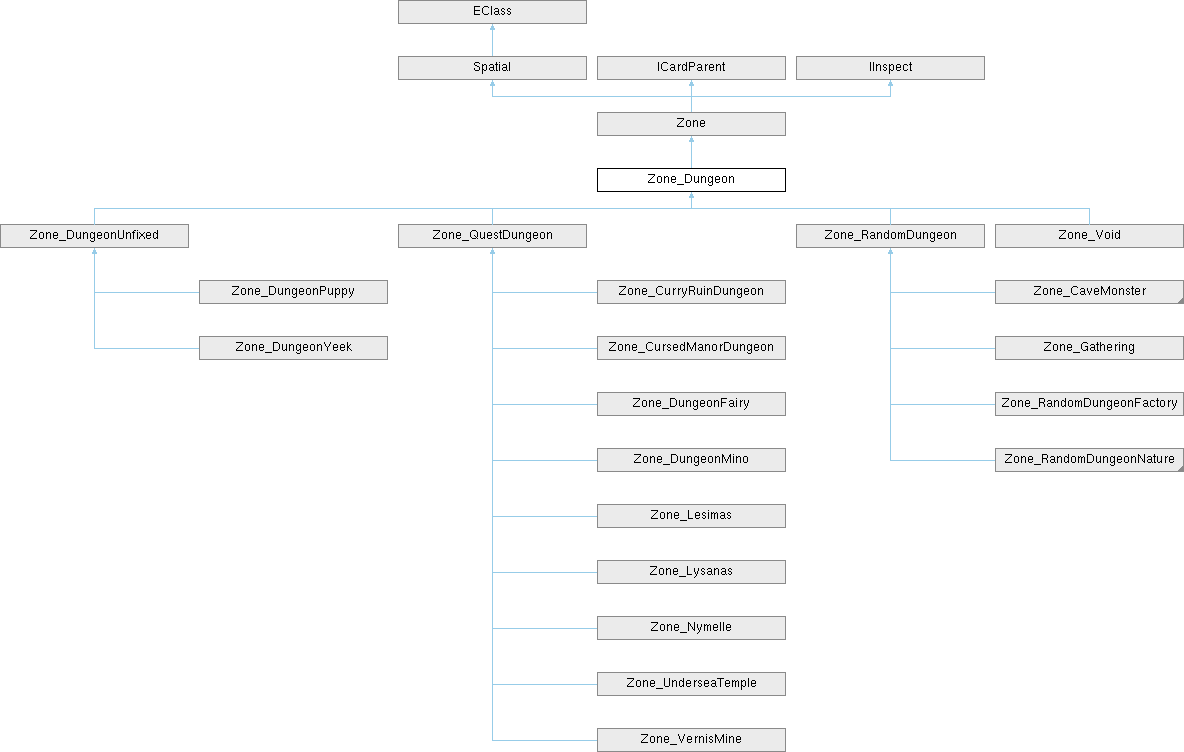 EClass
Spatial
ICardParent
IInspect
Zone
Zone_Dungeon
Zone_DungeonUnfixed
Zone_QuestDungeon
Zone_RandomDungeon
Zone_Void
Zone_DungeonPuppy
Zone_CurryRuinDungeon
Zone_CaveMonster
Zone_DungeonYeek
Zone_CursedManorDungeon
Zone_Gathering
Zone_DungeonFairy
Zone_RandomDungeonFactory
Zone_DungeonMino
Zone_RandomDungeonNature
Zone_Lesimas
Zone_Lysanas
Zone_Nymelle
Zone_UnderseaTemple
Zone_VernisMine